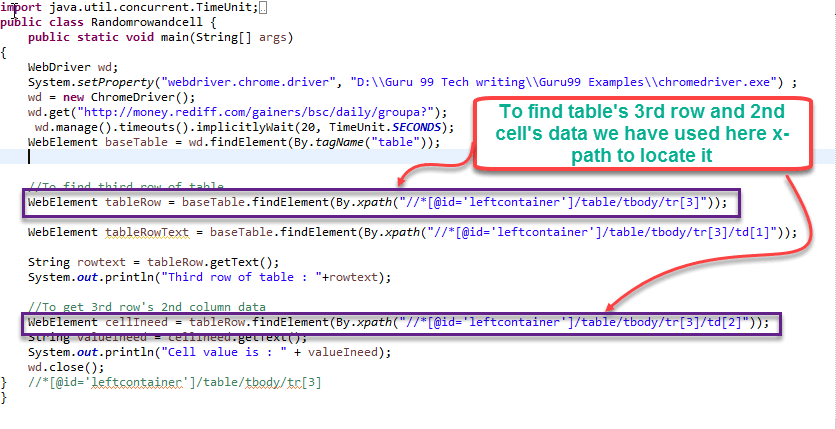 import java.util.concurrent.TimeUnit;
public class Randomrowandcell {
public static void main(String[] args)
{
WebDriver wd;
System.setProperty("webdriver.chrome.driver", "D:\\Guru 99 Tech writing\\Guru99 Examples\\chromedriver.exe") ;
wd = new ChromeDriver();
wd.get("http://money.rediff.com/gainers/bsc/daily/groupa?");
wd.manage().timeouts().implicitlyWait(20, TimeUnit.SECONDS);
WebElement baseTable = wd.findElement(By.tagName("table"));
To find table's 3rd row and 2nd
cell's data we have used here x-
path to locate it
//To find third row of table
WebElement tableRow = baseTable.findElement(By.xpath("//*[@id='leftcontainer']/table/tbody/tr[3]"));
WebElement tableRowText = baseTable.findElement(By.xpath("//*[@id='leftcontainer']/table/tbody/tr[3]/td[1]"));
String rowtext = tableRow.getText();
System.out.println("Third row of table : "+rowtext);
//To get 3rd row's 2nd column data
WebElement cellIneed = tableRow.findElement(By.xpath("//*[@id='leftcontainer']/table/tbody/tr[3]/td[2]"));
String valueIneed = cellIneed.getText();
System.out.println("Cell value is : " + valueIneed);
wd.close();
} //*[@id='leftcontainer']/table/tbody/tr[3]
}